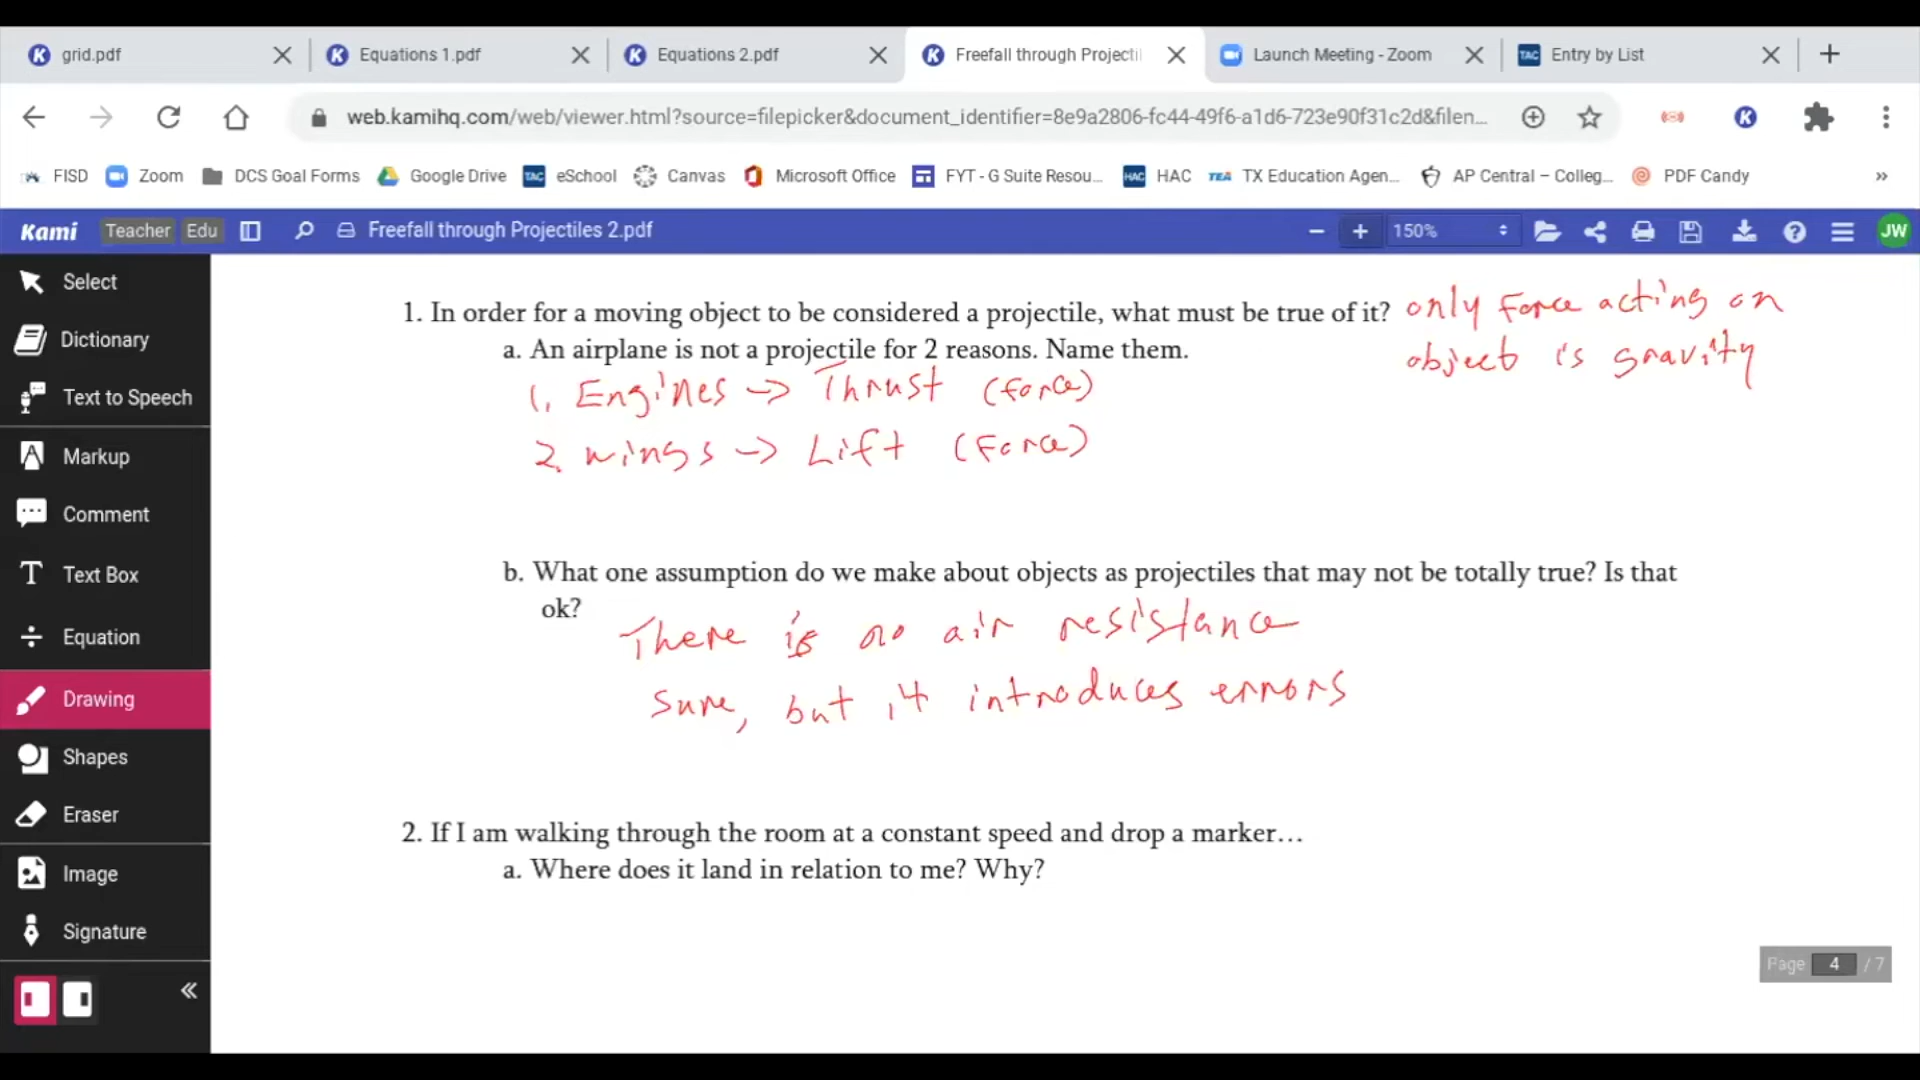 grid.pdf
Equations 1.pdf
Equations 2.pdf
Freefall through Projecti
Launch Meeting - Zoom
Entry by List
web.kamihq.com/web/viewer.html?source=filepicker&document_identifier=8e9a2806-fc44-49f6-a1d6-723e90f31c2d&filen...
FISD
Zoom
DCS Goal Forms
Google Drive
TAC eSchool
Canvas
Microsoft Office
FYT - G Suite Resou...
HAC HAC
TEA TX Education Agen...
AP Central – Colleg...
PDF Candy
»
Kami Teacher Edu
Freefall through Projectiles 2.pdf
150%
JW
Select
Dictionary
Text to Speech
Markup
Comment
Text Box
Equation
Drawing
Shapes
Eraser
Image
Signature
1. In order for a moving object to be considered a projectile, what must be true of it? only Force acting on
object is gravity
a. An airplane is not a projectile for 2 reasons. Name them.
1. Engines -> Thrust (force)
2. wings -> Lift (Force)
b. What one assumption do we make about objects as projectiles that may not be totally true? Is that
ok?
There is no air resistance
sure, but it introduces errors
2. If I am walking through the room at a constant speed and drop a marker…
a. Where does it land in relation to me? Why?
Page 4 / 7